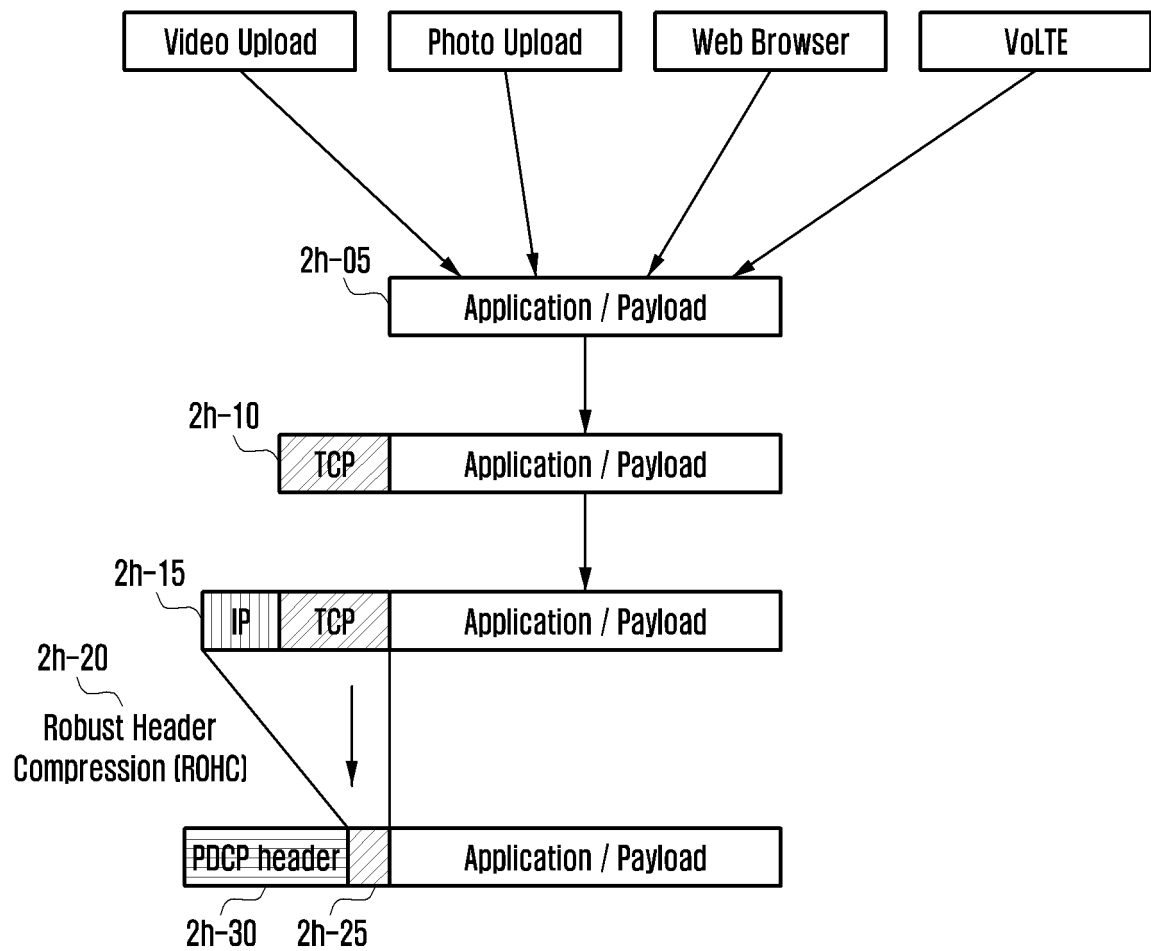 Video Upload
Photo Upload
Web Browser
VoLTE
2h-05
Application / Payload
2h-10
TCP
Application / Payload
2h-15
IP
TCP
Application / Payload
2h-20
Robust Header
Compression (ROHC)
PDCP header
Application / Payload
2h-30
2h-25